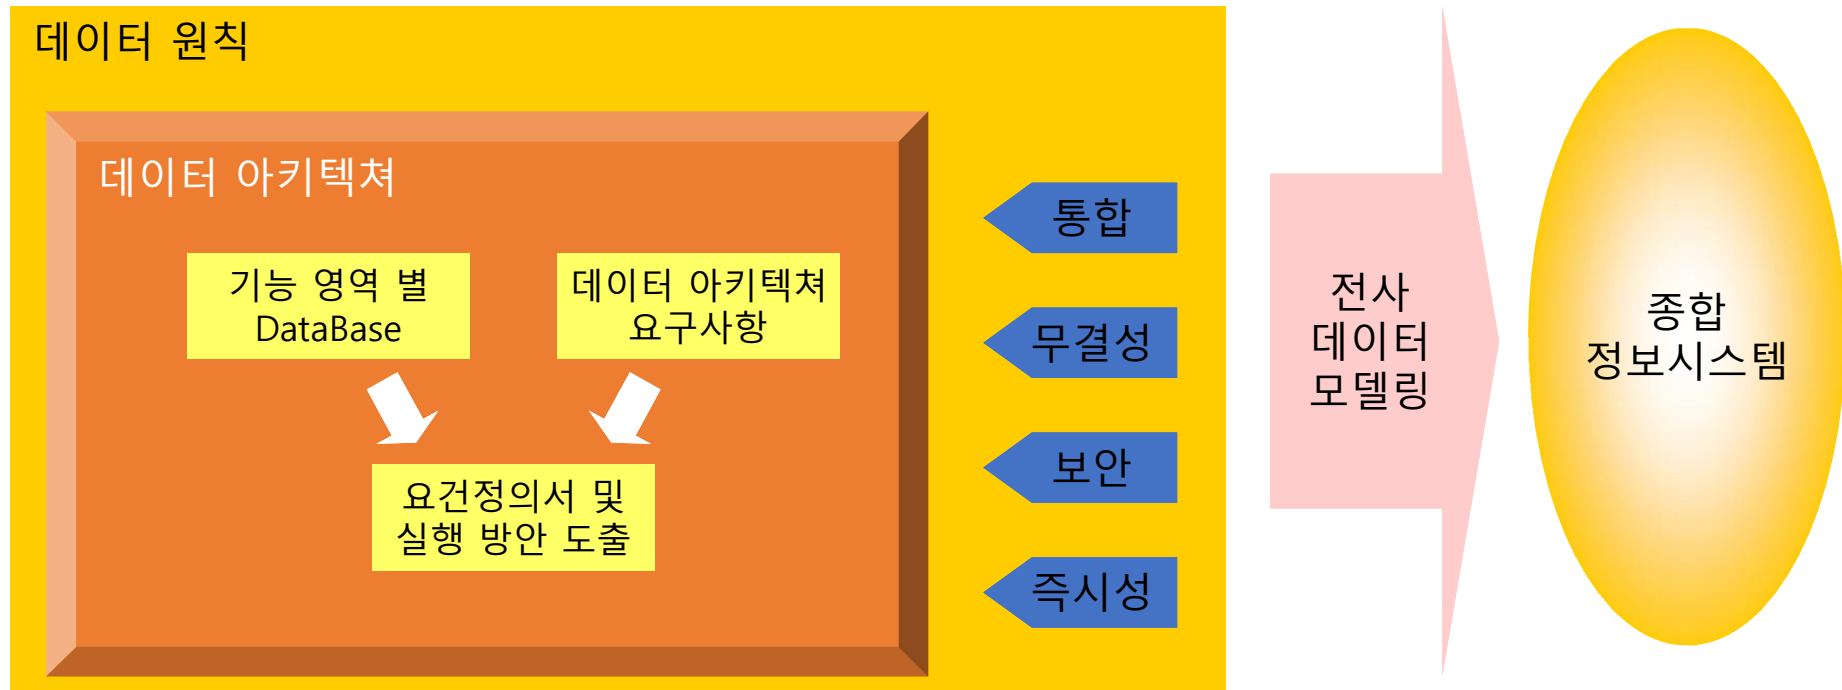 데이터 원칙
데이터 아키텍쳐
기능 영역 별
DataBase
데이터 아키텍쳐
요구사항
요건정의서 및
실행 방안 도출
통합
무결성
보안
즉시성
전사
데이터
모델링
종합
정보시스템